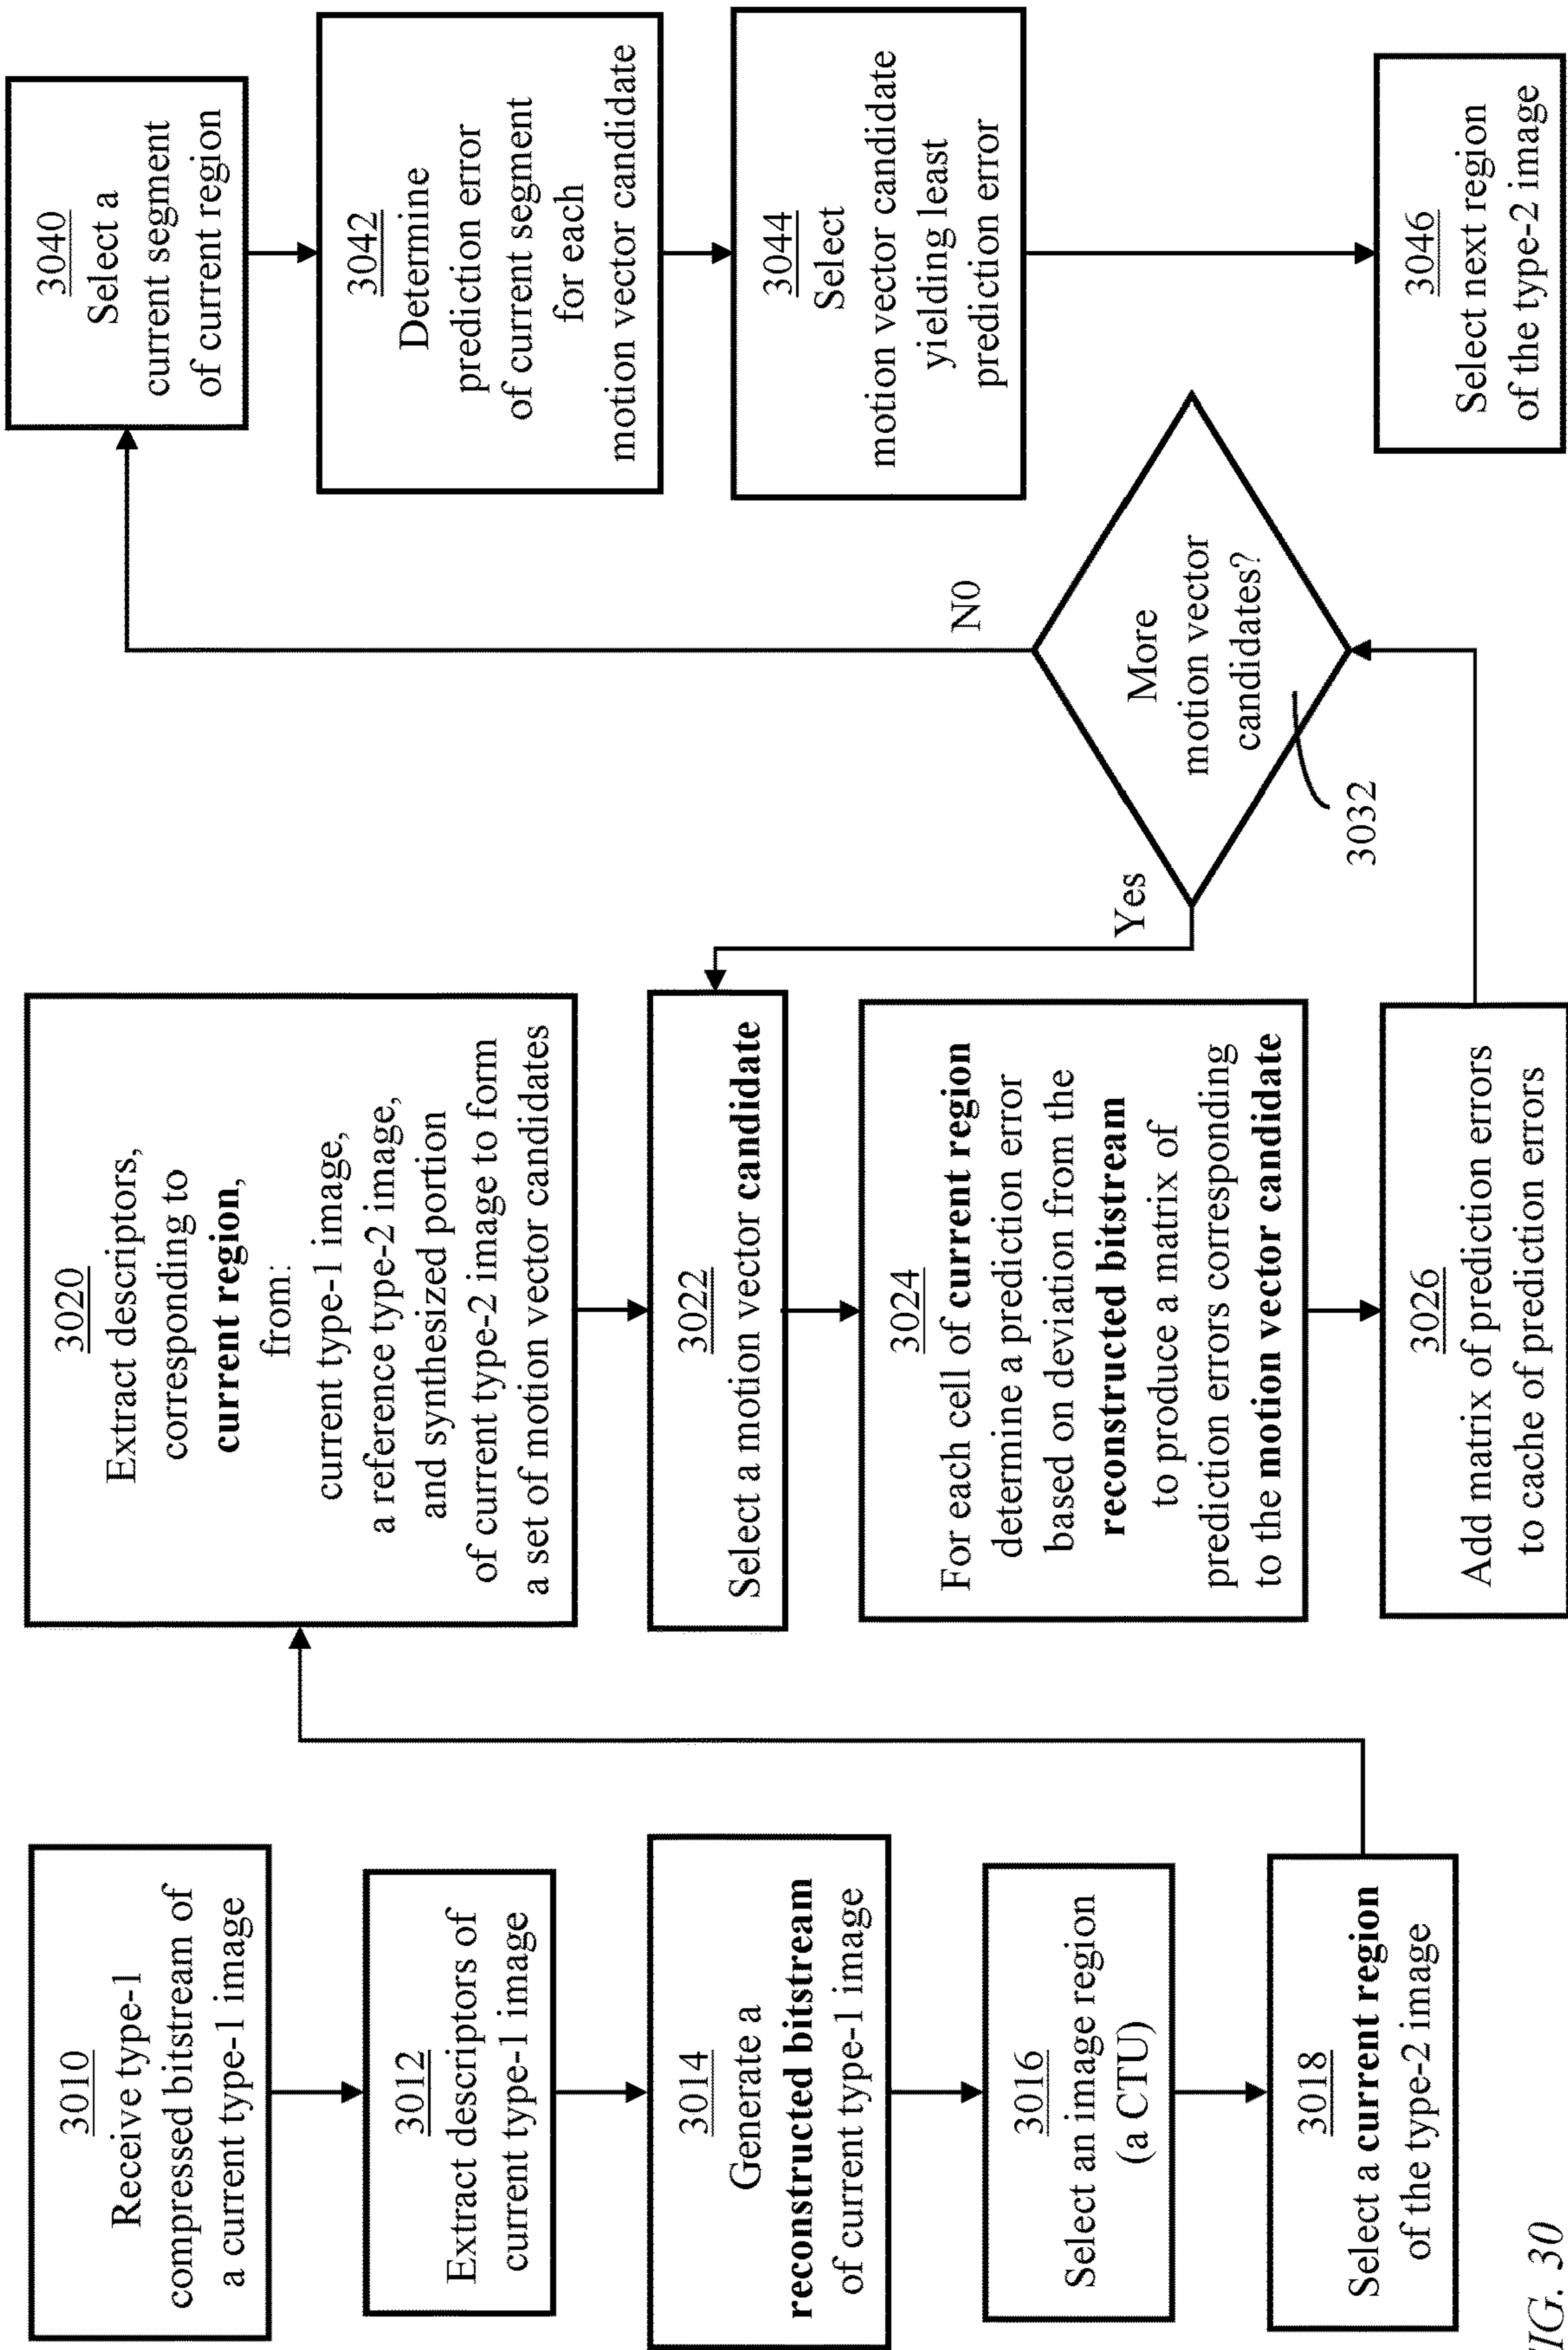 3010
Receive type-1
compressed bitstream of
a current type-1 image
3012
Extract descriptors of
current type-1 image
3014
Generate a
reconstructed bitstream
of current type-1 image
3016
Select an image region
(a CTU)
3018
Select a current region
of the type-2 image
3020
Extract descriptors,
corresponding to
current region,
from:
current type-1 image,
a reference type-2 image,
and synthesized portion
of current type-2 image to form
a set of motion vector candidates
3022
Select a motion vector candidate
3024
For each cell of current region
determine a prediction error
based on deviation from the
reconstructed bitstream
to produce a matrix of
prediction errors corresponding
to the motion vector candidate
3026
Add matrix of prediction errors
to cache of prediction errors
Yes
More
motion vector
candidates?
3032
N0
3040
Select a
current segment
of current region
3042
Determine
prediction error
of current segment
for each
motion vector candidate
3044
Select
motion vector candidate
yielding least
prediction error
3046
Select next region
of the type-2 image
FIG. 30